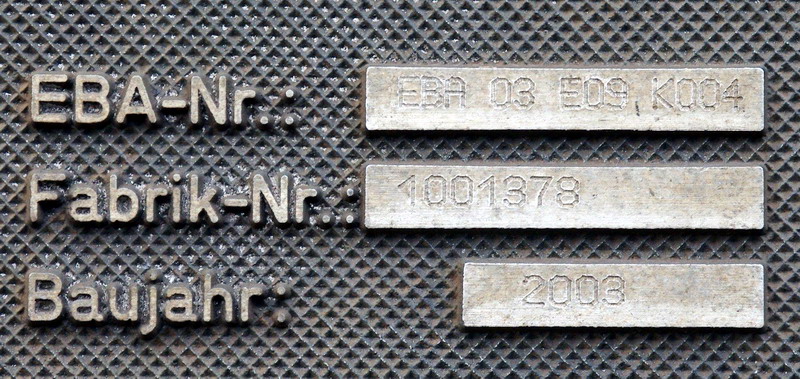 EBA-Nr.: EBA 03 E09 K004
Fabrik-Nr.: 1001378
Baujahr: 2003